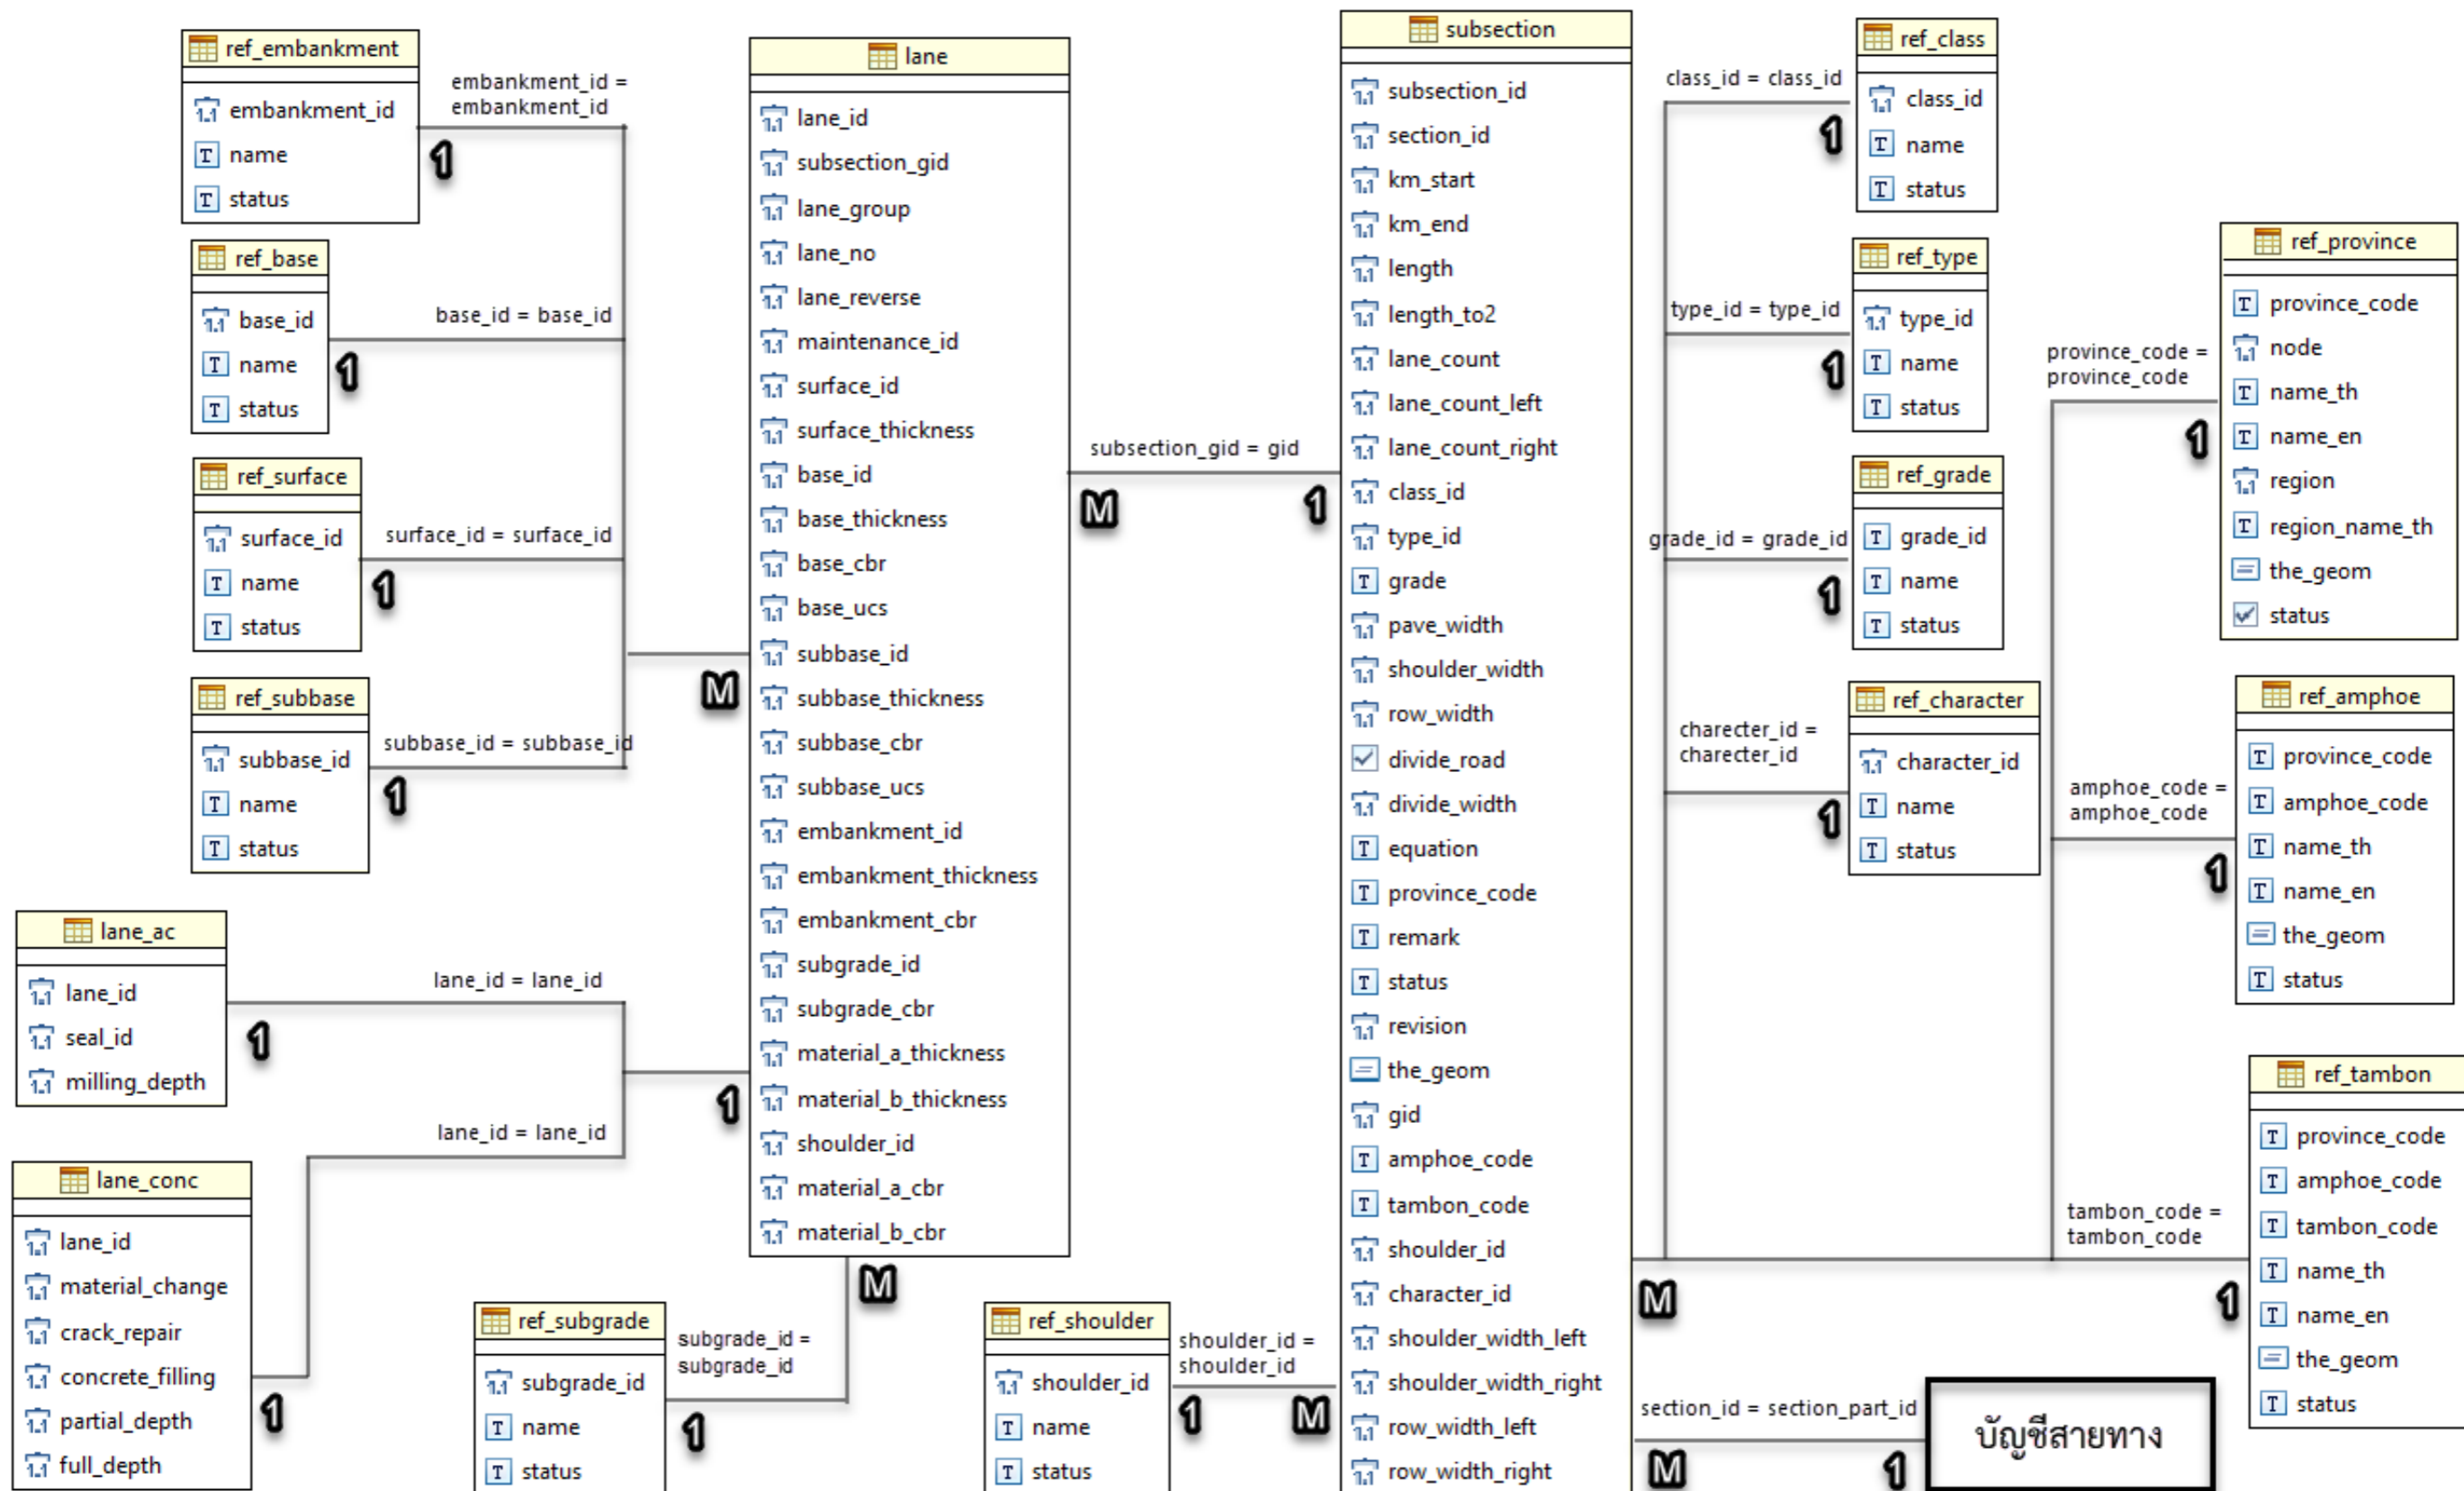 ref_embankment
embankment_id
name
status
embankment_id =
embankment_id
1
ref_base
base_id
name
status
base_id = base_id
1
ref_surface
surface_id
name
status
surface_id = surface_id
1
ref_subbase
subbase_id
name
status
subbase_id = subbase_id
1
M
lane_ac
lane_id
seal_id
milling_depth
lane_id = lane_id
1
1
lane_conc
lane_id
material_change
crack_repair
concrete_filling
partial_depth
full_depth
lane_id = lane_id
1
lane
lane_id
subsection_gid
lane_group
lane_no
lane_reverse
maintenance_id
surface_id
surface_thickness
base_id
base_thickness
base_cbr
base_ucs
subbase_id
subbase_thickness
subbase_cbr
subbase_ucs
embankment_id
embankment_thickness
embankment_cbr
subgrade_id
subgrade_cbr
material_a_thickness
material_b_thickness
shoulder_id
material_a_cbr
material_b_cbr
M
ref_subgrade
subgrade_id
name
status
subgrade_id =
subgrade_id
1
subsection_gid = gid
M
1
ref_shoulder
shoulder_id
name
status
shoulder_id =
shoulder_id
1
M
subsection
subsection_id
section_id
km_start
km_end
length
length_to2
lane_count
lane_count_left
lane_count_right
class_id
type_id
grade
pave_width
shoulder_width
row_width
divide_road
divide_width
equation
province_code
remark
status
revision
the_geom
gid
amphoe_code
tambon_code
shoulder_id
character_id
shoulder_width_left
shoulder_width_right
row_width_left
row_width_right
class_id = class_id
1
ref_class
class_id
name
status
type_id = type_id
1
ref_type
type_id
name
status
grade_id = grade_id
1
ref_grade
grade_id
name
status
charecter_id =
charecter_id
1
ref_character
character_id
name
status
M
province_code =
province_code
1
ref_province
province_code
node
name_th
name_en
region
region_name_th
the_geom
status
amphoe_code =
amphoe_code
1
ref_amphoe
province_code
amphoe_code
name_th
name_en
the_geom
status
tambon_code =
tambon_code
1
ref_tambon
province_code
amphoe_code
tambon_code
name_th
name_en
the_geom
status
section_id = section_part_id
M
1
บัญชีสายทาง